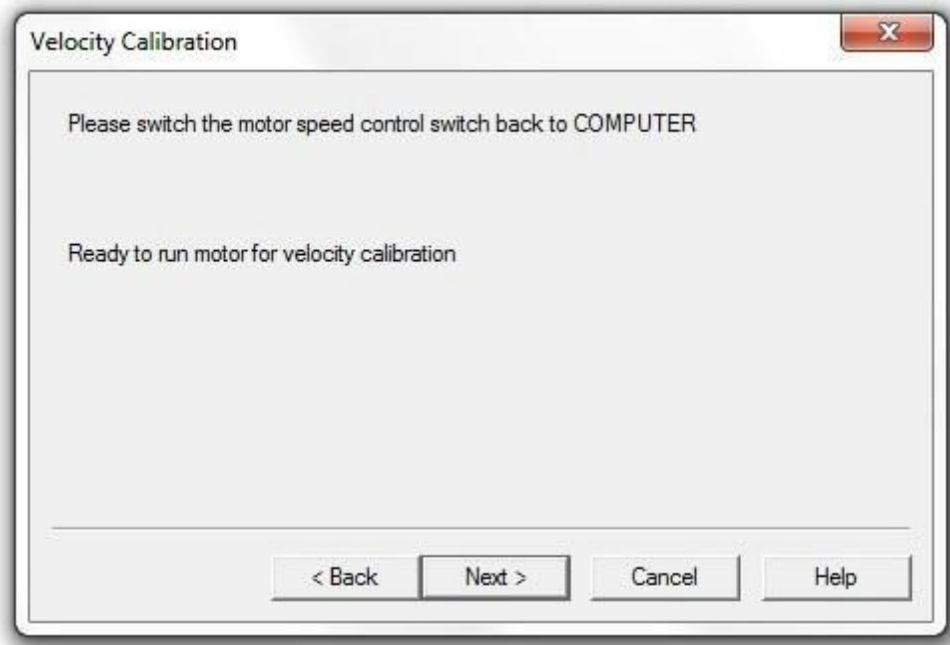 Velocity Calibration
Please switch the motor speed control switch back to COMPUTER
Ready to run motor for velocity calibration
< Back Next > Cancel Help